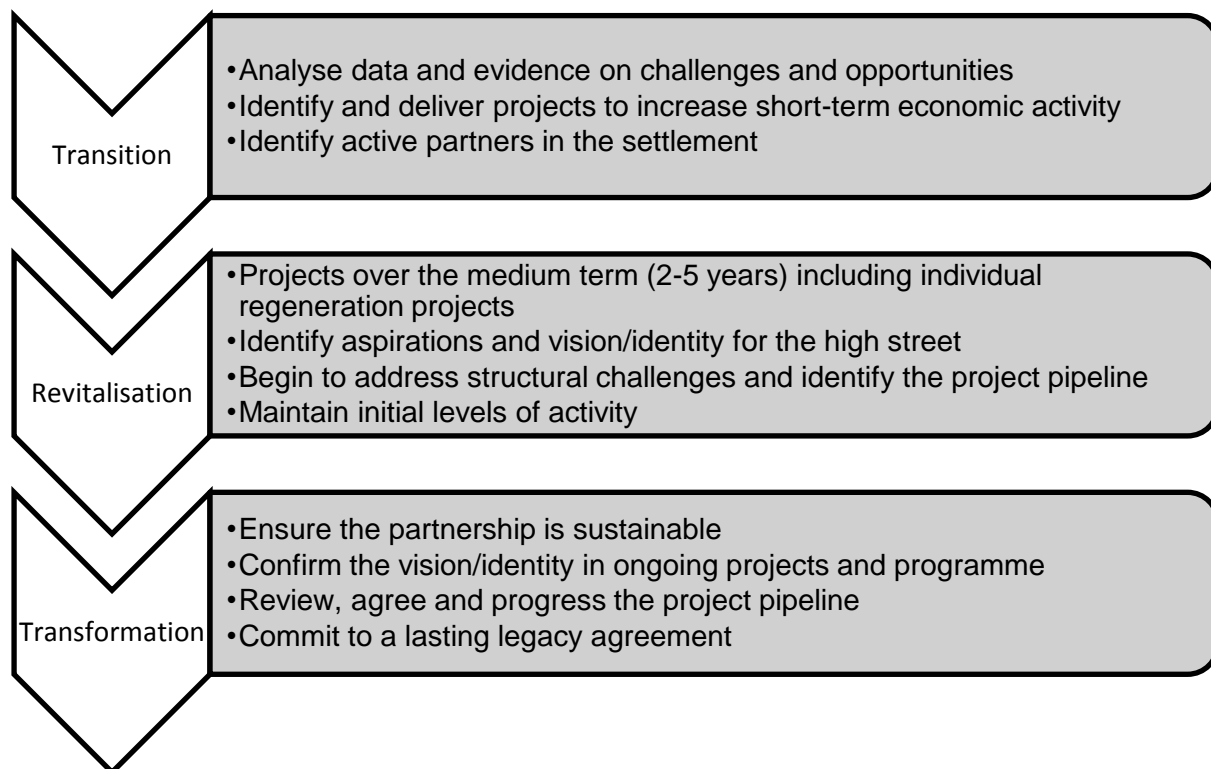 Transition
•Analyse data and evidence on challenges and opportunities
•Identify and deliver projects to increase short-term economic activity
•Identify active partners in the settlement
Revitalisation
•Projects over the medium term (2-5 years) including individual
regeneration projects
•Identify aspirations and vision/identity for the high street
•Begin to address structural challenges and identify the project pipeline
•Maintain initial levels of activity
Transformation
•Ensure the partnership is sustainable
•Confirm the vision/identity in ongoing projects and programme
•Review, agree and progress the project pipeline
•Commit to a lasting legacy agreement